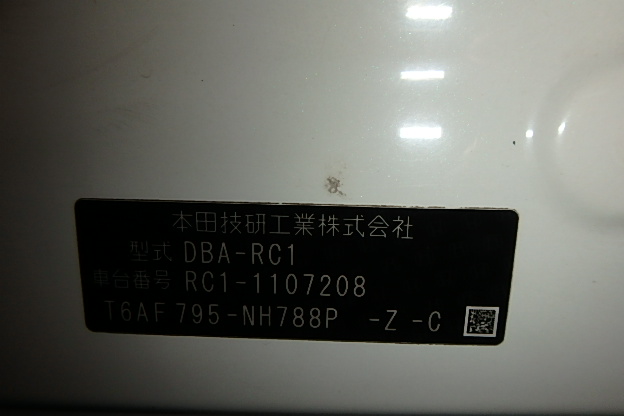 本田技研工業株式会社
型式 DBA-RC1
車台番号 RC1-1107208
T6AF795-NH788P -Z-C